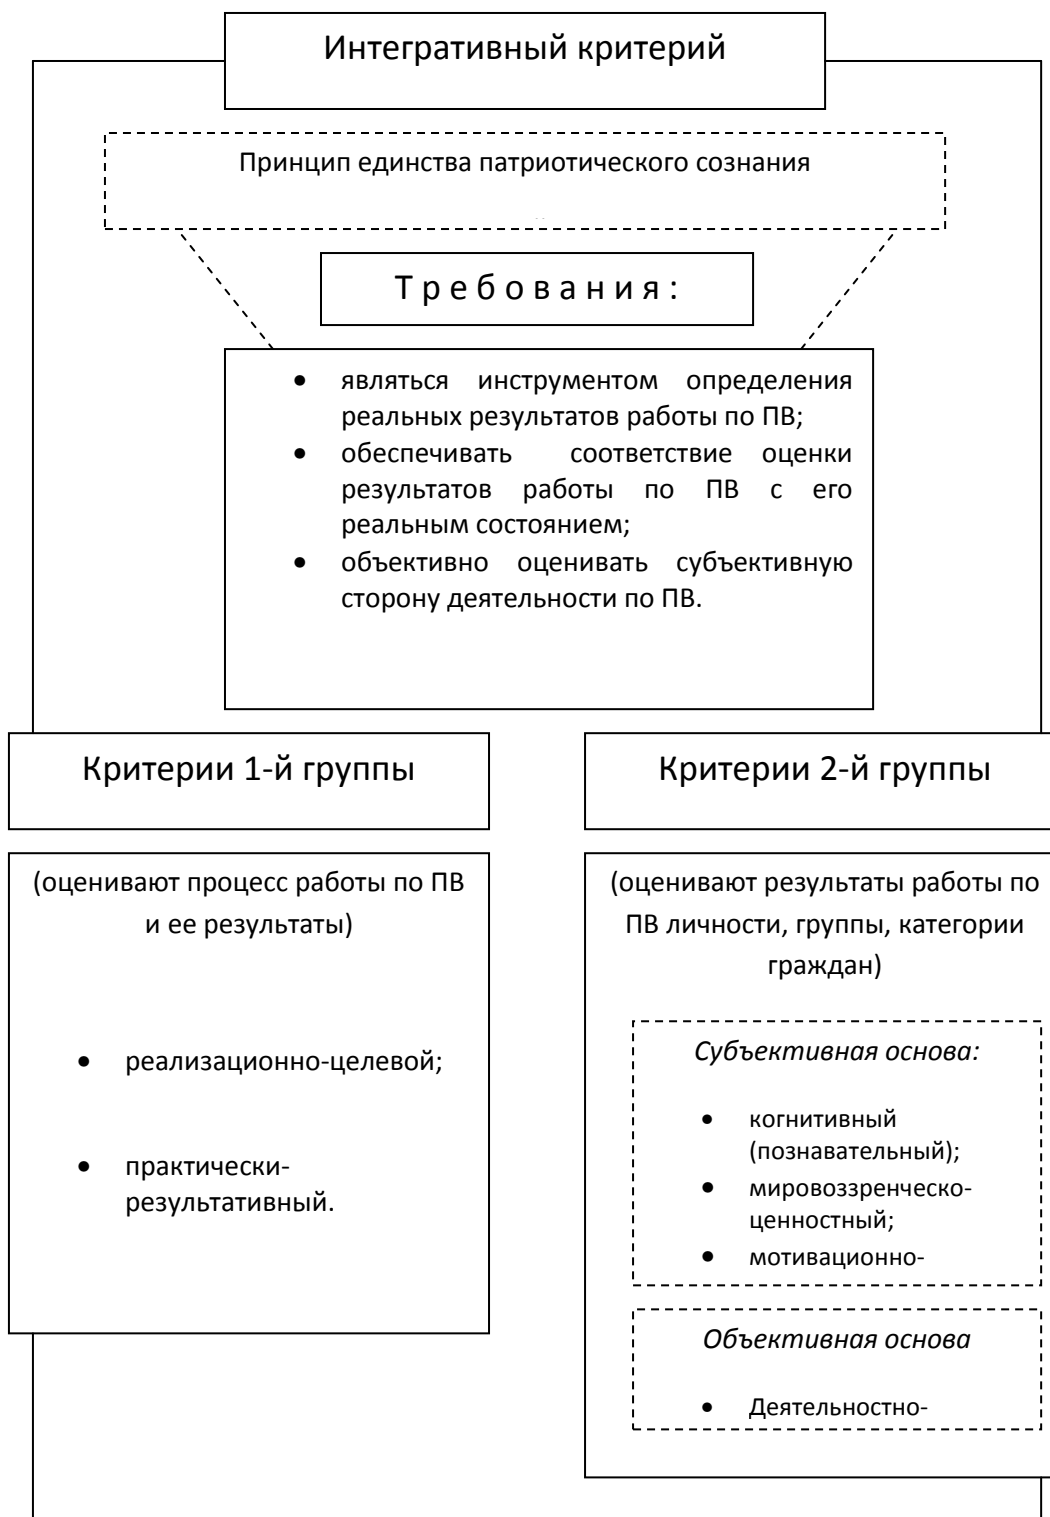 Интегративный критерий
Принцип единства патриотического сознания
Требования:
• являться инструментом определения
реальных результатов работы по ПВ;
• обеспечивать соответствие оценки
результатов работы по ПВ с его
реальным состоянием;
• объективно оценивать субъективную
сторону деятельности по ПВ.
Критерии 1-й группы
(оценивают процесс работы по ПВ
и ее результаты)
• реализационно-целевой;
• практически-
результативный.
Критерии 2-й группы
(оценивают результаты работы по
ПВ личности, группы, категории
граждан)
Субъективная основа:
• когнитивный
(познавательный);
• мировоззренческо-
ценностный;
• мотивационно-
Объективная основа
• Деятельностно-